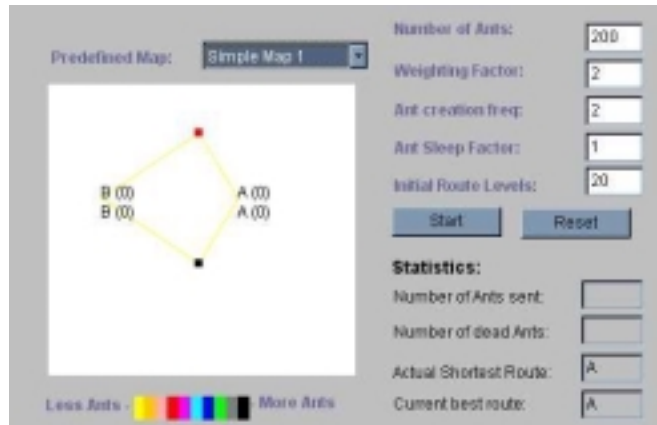 Predefined Map: Simple Map 1
B (0)
B (0)
A (0)
A (0)
Less Ants - - More Ants
Number of Ants: 200
Weighting Factor: 2
Ant creation freq: 2
Ant Sleep Factor: 1
Initial Route Levels: 20
Start Reset
Statistics:
Number of Ants sent:
Number of dead Ants:
Actual Shortest Route: A
Current best route: A